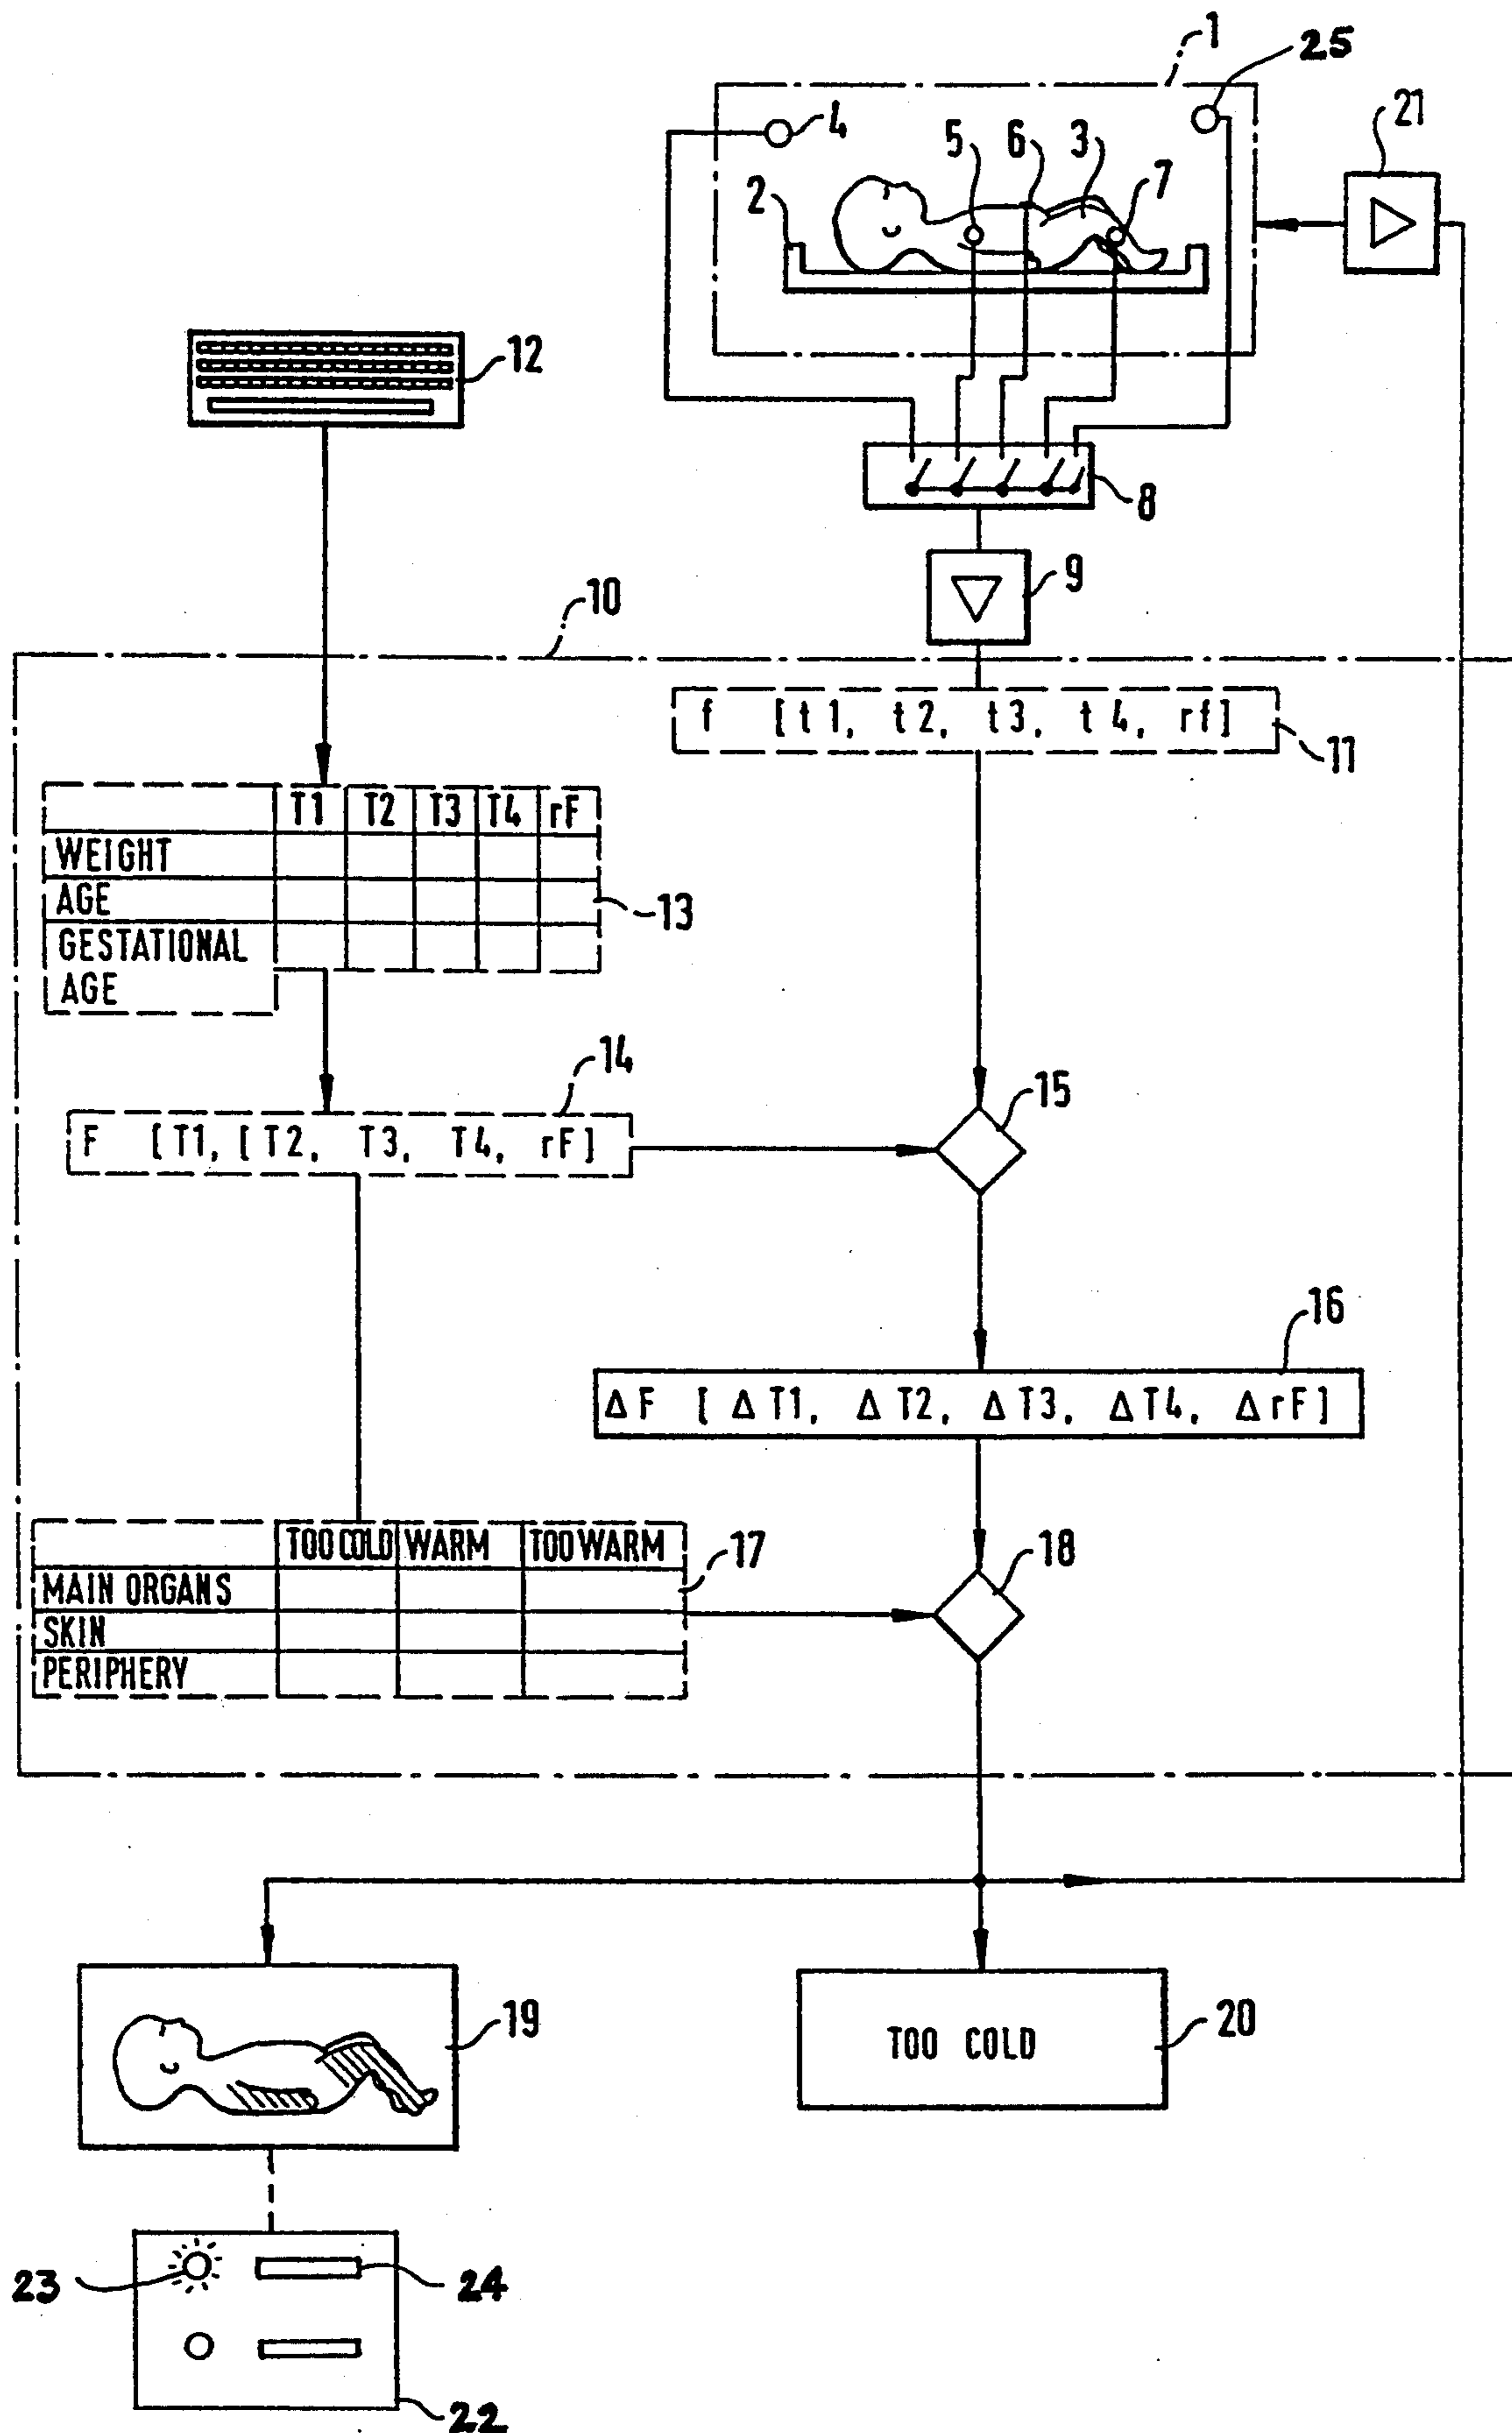 1
25
4
5
6
3
7
2
21
12
8
9
10
f [t1, t2, t3, t4, rf]
11
T1 T2 T3 T4 rF
WEIGHT
AGE
13
GESTATIONAL
AGE
14
F [T1, [T2, T3, T4, rF]
15
16
ΔF [ΔT1, ΔT2, ΔT3, ΔT4, ΔrF]
TOO COLD WARM TOO WARM
17
MAIN ORGANS
SKIN
PERIPHERY
18
19
TOO COLD
20
23
24
22